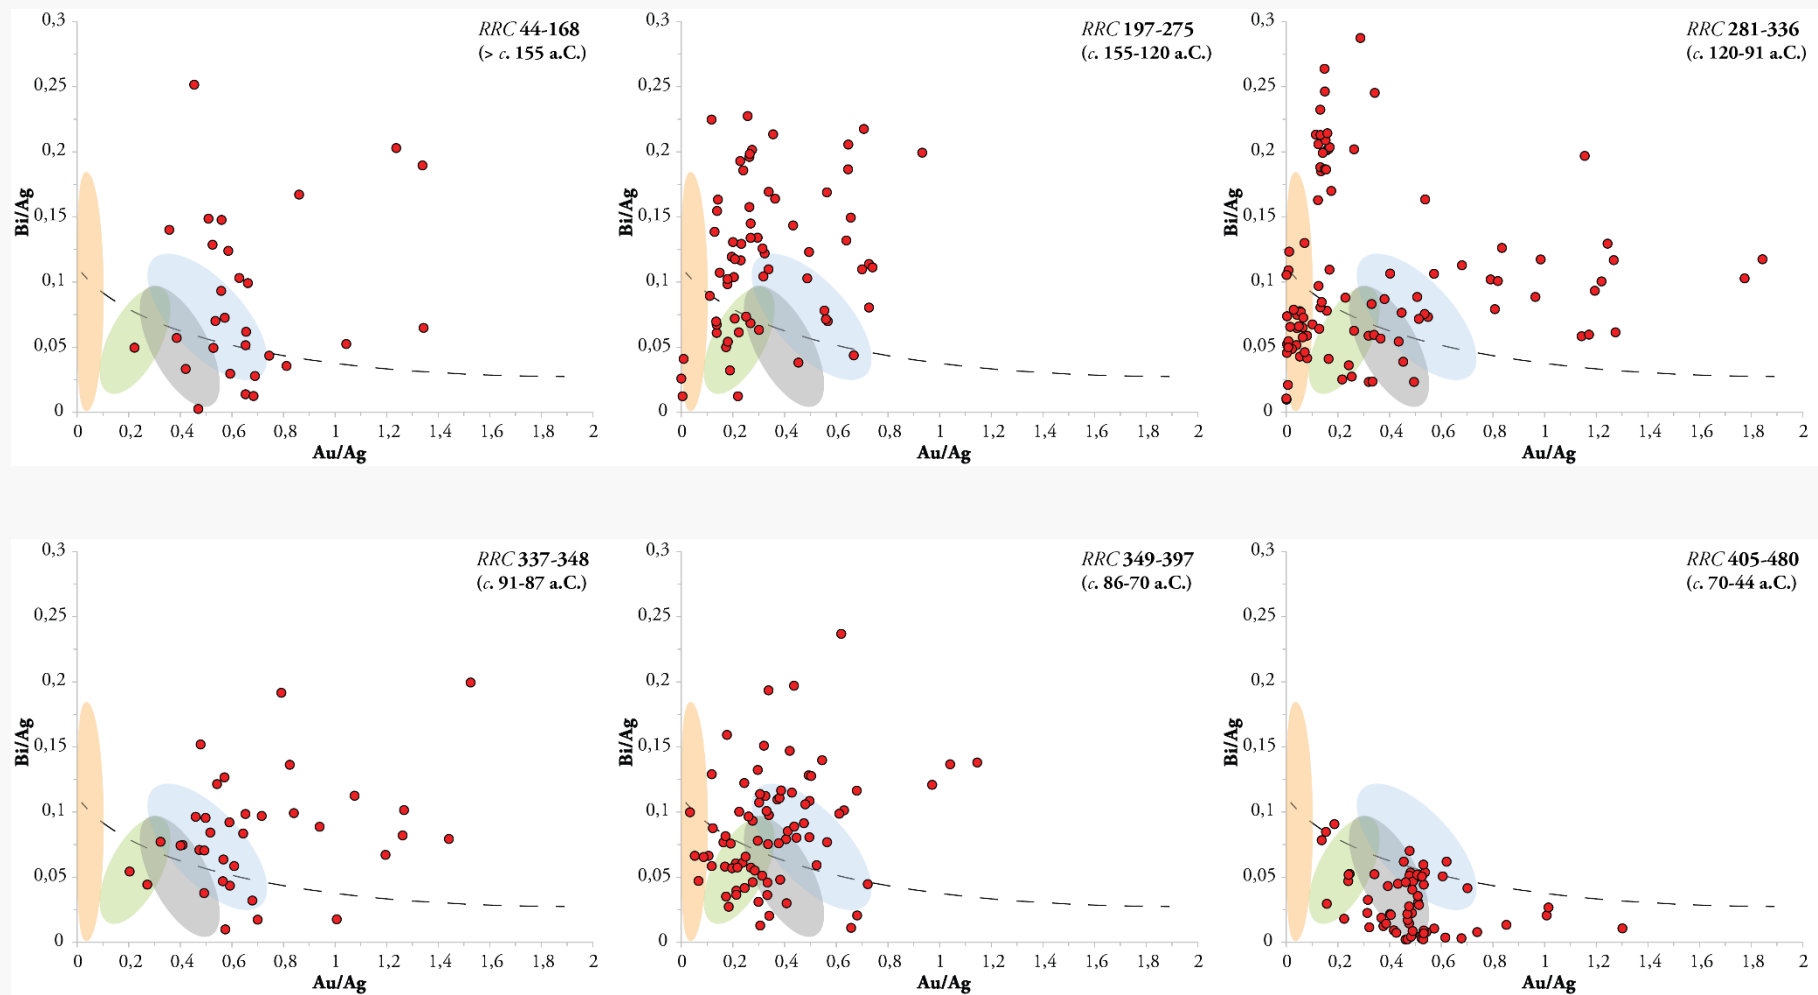 0,3
0,25
0,2
0,15
0,1
0,05
0
Bi/Ag
RRC 44-168
(> c. 155 a.C.)
0 0,2 0,4 0,6 0,8 1 1,2 1,4 1,6 1,8 2
Au/Ag
0,3
0,25
0,2
0,15
0,1
0,05
0
Bi/Ag
RRC 197-275
(c. 155-120 a.C.)
0 0,2 0,4 0,6 0,8 1 1,2 1,4 1,6 1,8 2
Au/Ag
0,3
0,25
0,2
0,15
0,1
0,05
0
Bi/Ag
RRC 281-336
(c. 120-91 a.C.)
0 0,2 0,4 0,6 0,8 1 1,2 1,4 1,6 1,8 2
Au/Ag
0,3
0,25
0,2
0,15
0,1
0,05
0
Bi/Ag
RRC 337-348
(c. 91-87 a.C.)
0 0,2 0,4 0,6 0,8 1 1,2 1,4 1,6 1,8 2
Au/Ag
0,3
0,25
0,2
0,15
0,1
0,05
0
Bi/Ag
RRC 349-397
(c. 86-70 a.C.)
0 0,2 0,4 0,6 0,8 1 1,2 1,4 1,6 1,8 2
Au/Ag
0,3
0,25
0,2
0,15
0,1
0,05
0
Bi/Ag
RRC 405-480
(c. 70-44 a.C.)
0 0,2 0,4 0,6 0,8 1 1,2 1,4 1,6 1,8 2
Au/Ag